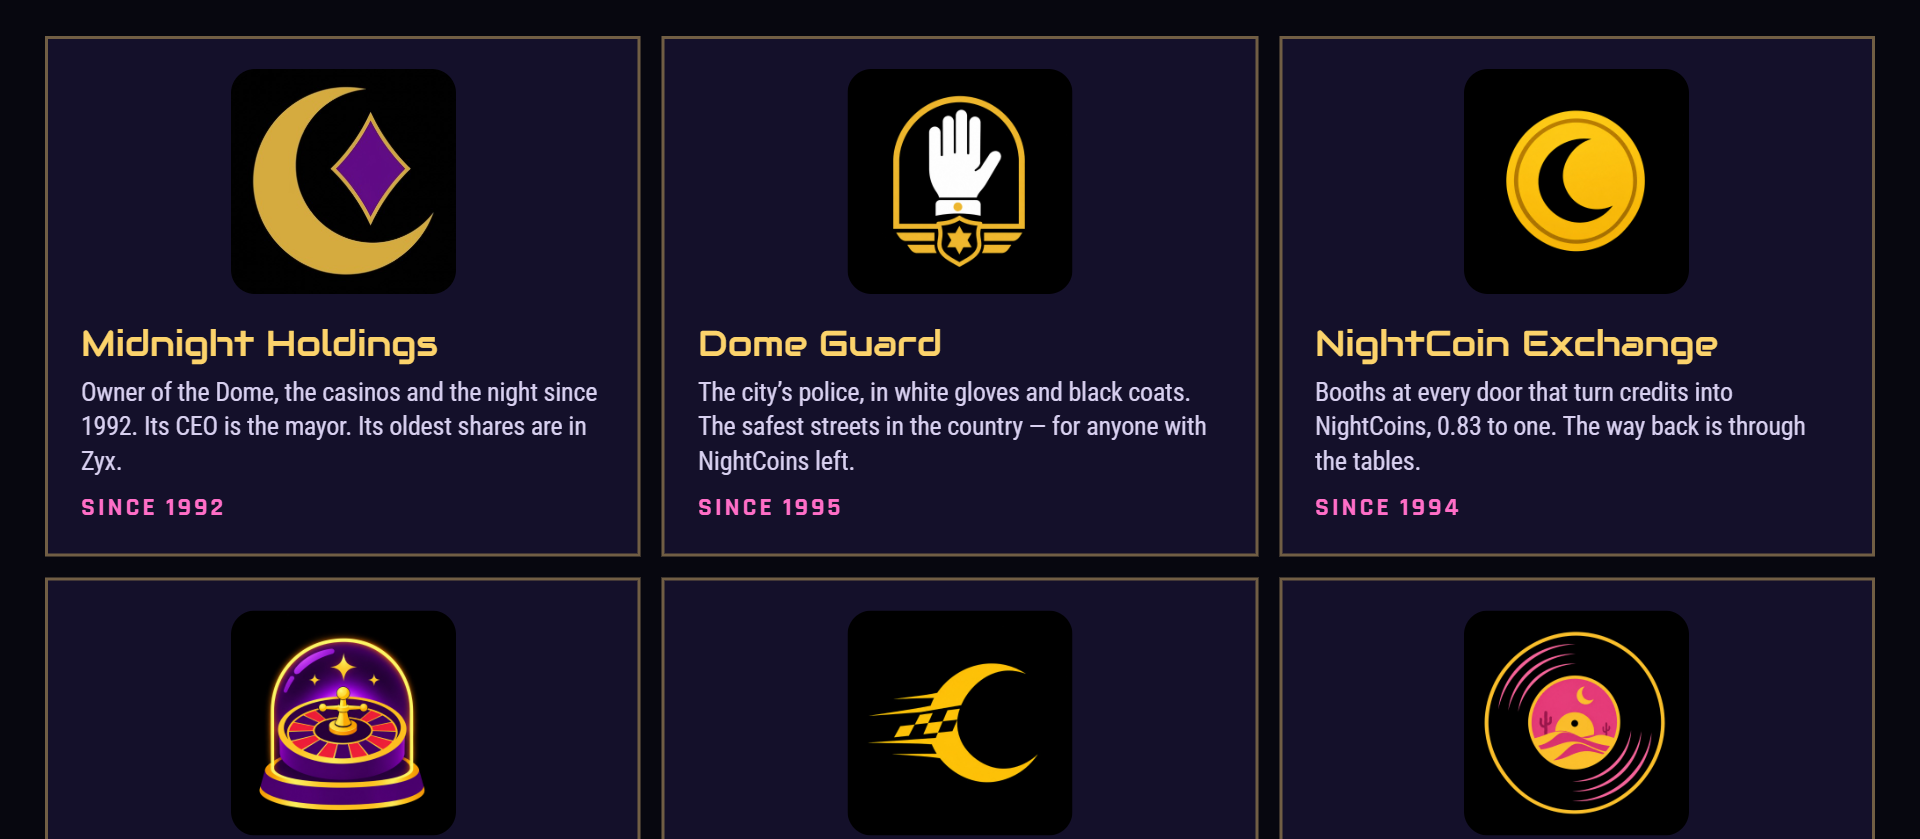 Midnight Holdings
Owner of the Dome, the casinos and the night since
1992. Its CEO is the mayor. Its oldest shares are in
Zyx.
SINCE 1992
Dome Guard
The city’s police, in white gloves and black coats.
The safest streets in the country — for anyone with
NightCoins left.
SINCE 1995
NightCoin Exchange
Booths at every door that turn credits into
NightCoins, 0.83 to one. The way back is through
the tables.
SINCE 1994